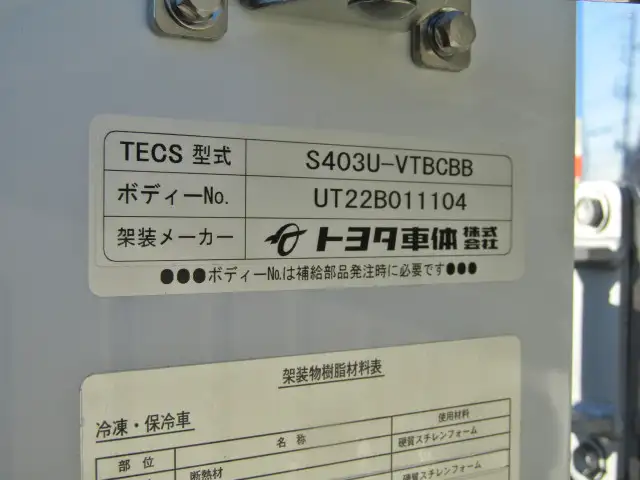 TECS 型式 S403U-VTBCBB
ボディーNo. UT22B011104
架装メーカー トヨタ車体 株式会社
●●●ボディーNo.は補給部品発注時に必要です●●●
架装物樹脂材料表
冷凍・保冷車
部位 名称 使用材料
硬質スチレンフォーム
断熱材 硬質スチレンフォーム